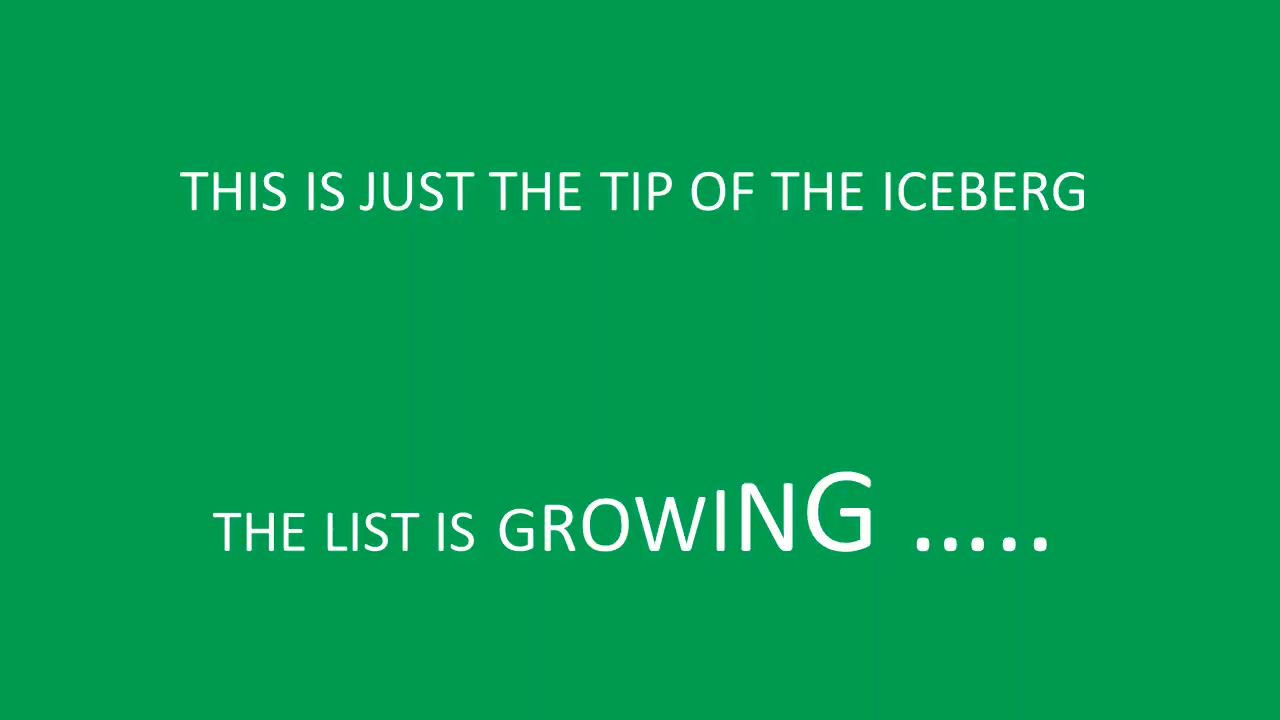 THIS IS JUST THE TIP OF THE ICEBERG
THE LIST IS GROWING .....